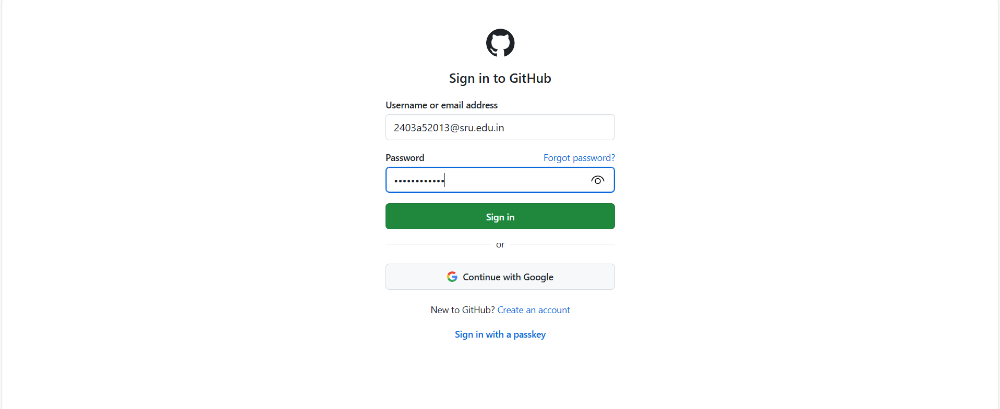 Sign in to GitHub
Username or email address
2403a52013@sru.edu.in
Password Forgot password?
••••••••••••
Sign in
or
Continue with Google
New to GitHub? Create an account
Sign in with a passkey